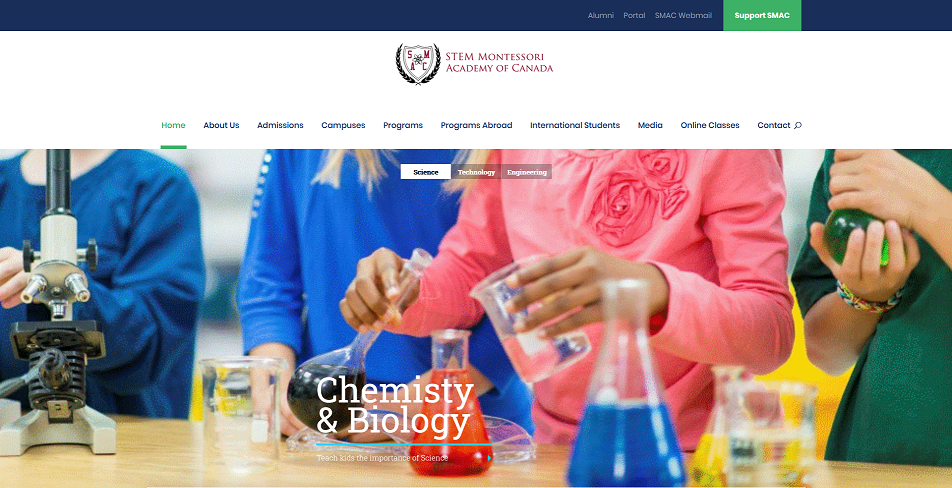 Alumni Portal SMAC Webmail Support SMAC
S M
A C
STEM Montessori
Academy of Canada
Home About Us Admissions Campuses Programs Programs Abroad International Students Media Online Classes Contact
Science Technology Engineering
Chemisty
& Biology
Teach kids the importance of Science